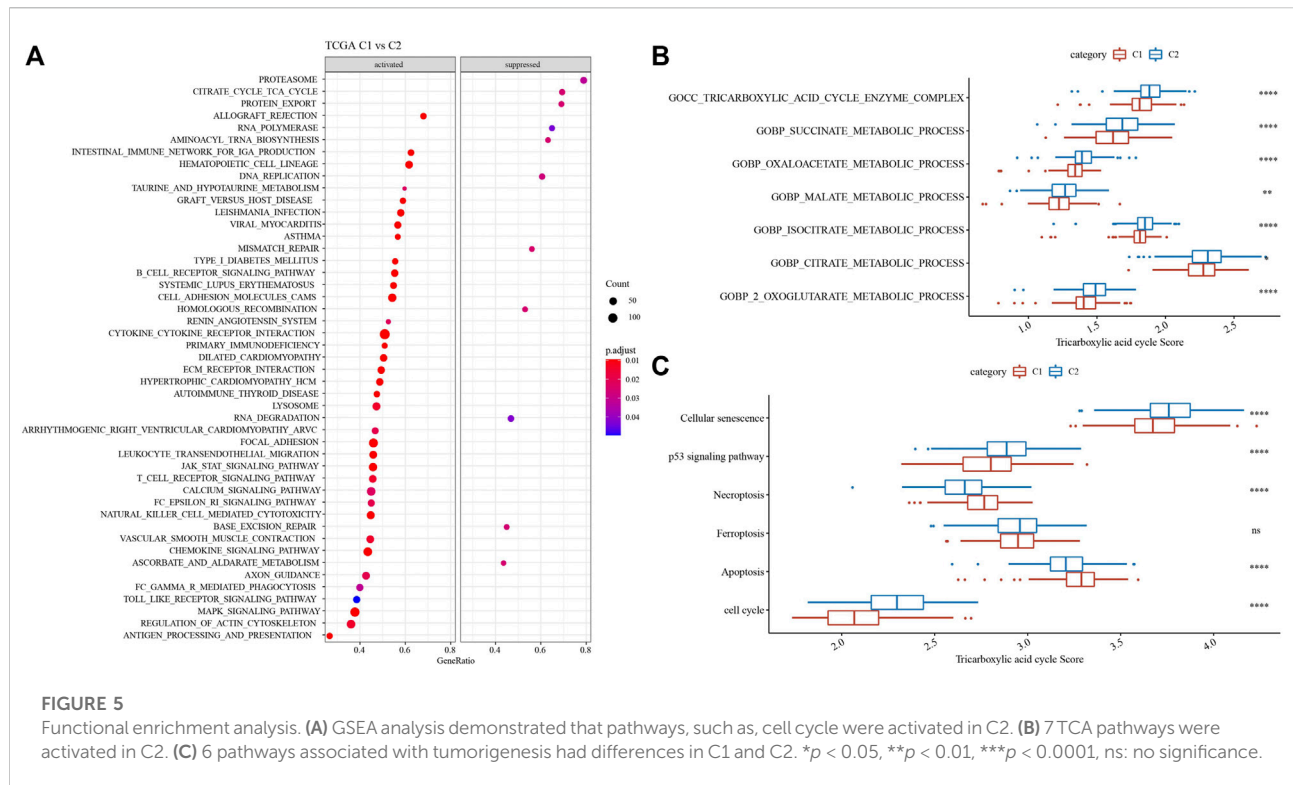 A
TCGA C1 vs C2
activated
suppressed
PROTEASOME
CITRATE_CYCLE_TCA_CYCLE
PROTEIN_EXPORT
ALLOGRAFT_REJECTION
RNA_POLYMERASE
AMINOACYL_TRNA_BIOSYNTHESIS
INTESTINAL_IMMUNE_NETWORK_FOR_IGA_PRODUCTION
HEMATOPOIETIC_CELL_LINEAGE
DNA_REPLICATION
TAURINE_AND_HYPOTAURINE_METABOLISM
GRAFT_VERSUS_HOST_DISEASE
LEISHMANIA_INFECTION
VIRAL_MYOCARDITIS
ASTHMA
MISMATCH_REPAIR
TYPE_I_DIABETES_MELLITUS
B_CELL_RECEPTOR_SIGNALING_PATHWAY
SYSTEMIC_LUPUS_ERYTHEMATOSUS
CELL_ADHESION_MOLECULES_CAMS
HOMOLOGOUS_RECOMBINATION
RENIN_ANGIOTENSIN_SYSTEM
CYTOKINE_CYTOKINE_RECEPTOR_INTERACTION
PRIMARY_IMMUNODEFICIENCY
DILATED_CARDIOMYOPATHY
ECM_RECEPTOR_INTERACTION
HYPERTROPHIC_CARDIOMYOPATHY_HCM
AUTOIMMUNE_THYROID_DISEASE
LYSOSOME
RNA_DEGRADATION
ARRHYTHMOGENIC_RIGHT_VENTRICULAR_CARDIOMYOPATHY_ARVC
FOCAL_ADHESION
LEUKOCYTE_TRANSENDOTHELIAL_MIGRATION
JAK_STAT_SIGNALING_PATHWAY
T_CELL_RECEPTOR_SIGNALING_PATHWAY
CALCIUM_SIGNALING_PATHWAY
FC_EPSILON_RI_SIGNALING_PATHWAY
NATURAL_KILLER_CELL_MEDIATED_CYTOTOXICITY
BASE_EXCISION_REPAIR
VASCULAR_SMOOTH_MUSCLE_CONTRACTION
CHEMOKINE_SIGNALING_PATHWAY
ASCORBATE_AND_ALDARATE_METABOLISM
AXON_GUIDANCE
FC_GAMMA_R_MEDIATED_PHAGOCYTOSIS
TOLL_LIKE_RECEPTOR_SIGNALING_PATHWAY
MAPK_SIGNALING_PATHWAY
REGULATION_OF_ACTIN_CYTOSKELETON
ANTIGEN_PROCESSING_AND_PRESENTATION
0.4 0.6 0.8 0.4 0.6 0.8
GeneRatio
Count
50
100
p.adjust
0.01
0.02
0.03
0.04
B
category C1 C2
GOCC_TRICARBOXYLIC_ACID_CYCLE_ENZYME_COMPLEX ****
GOBP_SUCCINATE_METABOLIC_PROCESS ****
GOBP_OXALOACETATE_METABOLIC_PROCESS ****
GOBP_MALATE_METABOLIC_PROCESS **
GOBP_ISOCITRATE_METABOLIC_PROCESS ****
GOBP_CITRATE_METABOLIC_PROCESS *
GOBP_2_OXOGLUTARATE_METABOLIC_PROCESS ****
1.0 1.5 2.0 2.5
Tricarboxylic acid cycle Score
C
category C1 C2
Cellular senescence ****
p53 signaling pathway ****
Necroptosis ****
Ferroptosis ns
Apoptosis ****
cell cycle ****
2.0 2.5 3.0 3.5 4.0
Tricarboxylic acid cycle Score
FIGURE 5
Functional enrichment analysis. (A) GSEA analysis demonstrated that pathways, such as, cell cycle were activated in C2. (B) 7 TCA pathways were
activated in C2. (C) 6 pathways associated with tumorigenesis had differences in C1 and C2. *p < 0.05, **p < 0.01, ***p < 0.0001, ns: no significance.